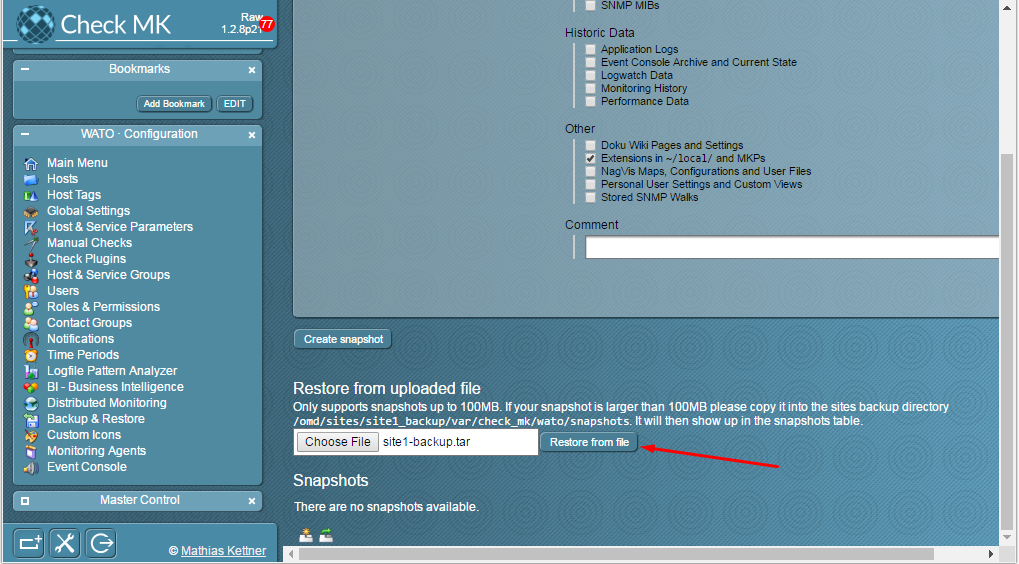 Check MK
Raw
1.2.8p21
77
Bookmarks
Add Bookmark
EDIT
WATO · Configuration
Main Menu
Hosts
Host Tags
Global Settings
Host & Service Parameters
Manual Checks
Check Plugins
Host & Service Groups
Users
Roles & Permissions
Contact Groups
Notifications
Time Periods
Logfile Pattern Analyzer
BI - Business Intelligence
Distributed Monitoring
Backup & Restore
Custom Icons
Monitoring Agents
Event Console
Master Control
© Mathias Kettner
SNMP MIBs
Historic Data
Application Logs
Event Console Archive and Current State
Logwatch Data
Monitoring History
Performance Data
Other
Doku Wiki Pages and Settings
Extensions in ~/local/ and MKPs
NagVis Maps, Configurations and User Files
Personal User Settings and Custom Views
Stored SNMP Walks
Comment
Create snapshot
Restore from uploaded file
Only supports snapshots up to 100MB. If your snapshot is larger than 100MB please copy it into the sites backup directory
/omd/sites/site1_backup/var/check_mk/wato/snapshots. It will then show up in the snapshots table.
Choose File site1-backup.tar
Restore from file
Snapshots
There are no snapshots available.